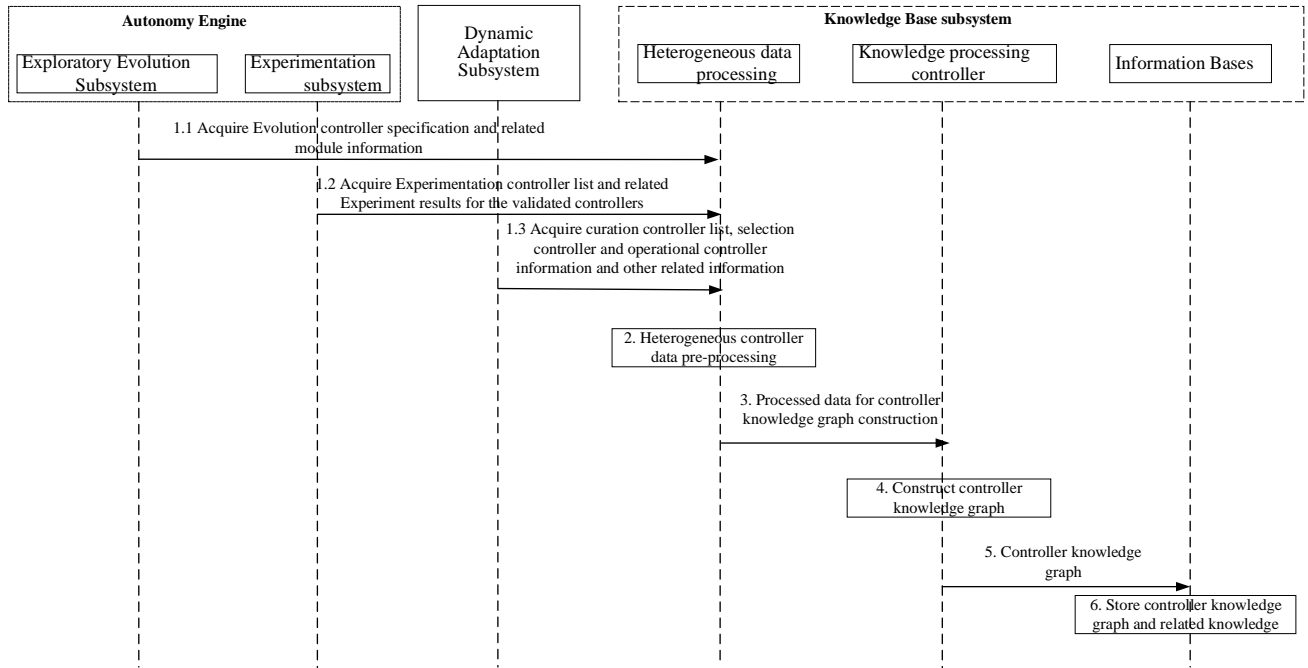 Autonomy Engine
Exploratory Evolution
Subsystem
Experimentation
subsystem
Dynamic
Adaptation
Subsystem
Knowledge Base subsystem
Heterogeneous data
processing
Knowledge processing
controller
Information Bases
1.1 Acquire Evolution controller specification and related
module information
1.2 Acquire Experimentation controller list and related
Experiment results for the validated controllers
1.3 Acquire curation controller list, selection
controller and operational controller
information and other related information
2. Heterogeneous controller
data pre-processing
3. Processed data for controller
knowledge graph construction
4. Construct controller
knowledge graph
5. Controller knowledge
graph
6. Store controller knowledge
graph and related knowledge